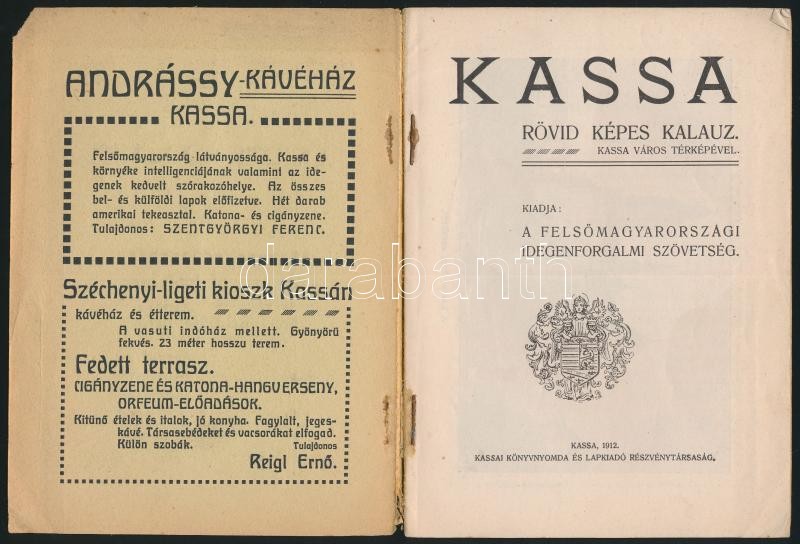 ANDRÁSSY-KÁVÉHÁZ
KASSA.
Felsőmagyarország látványossága. Kassa és
környéke intelligenciájának valamint az ide-
genek kedvelt szórakozóhelye. Az összes
bel- és külföldi lapok előfizetve. Hét darab
amerikai tekeasztal. Katona- és cigányzene.
Tulajdonos: SZENTGYÖRGYI FERENC.
Széchenyi-ligeti kioszk Kassán
kávéház és étterem.
A vasuti indóház mellett. Gyönyörü
fekvés. 23 méter hosszu terem.
Fedett terrasz.
CIGÁNYZENE ÉS KATONA-HANGVERSENY,
ORFEUM-ELŐADÁSOK.
Kitünő ételek és italok, jó konyha. Fagylalt, jeges-
kávé. Társasebédeket és vacsorákat elfogad.
Külön szobák. Tulajdonos
Reigl Ernő.
KASSA
RÖVID KÉPES KALAUZ.
KASSA VÁROS TÉRKÉPÉVEL.
KIADJA:
A FELSŐMAGYARORSZÁGI
IDEGENFORGALMI SZÖVETSÉG.
darabanth
KASSA, 1912.
KASSAI KÖNYVNYOMDA ÉS LAPKIADÓ RÉSZVÉNYTÁRSASÁG.